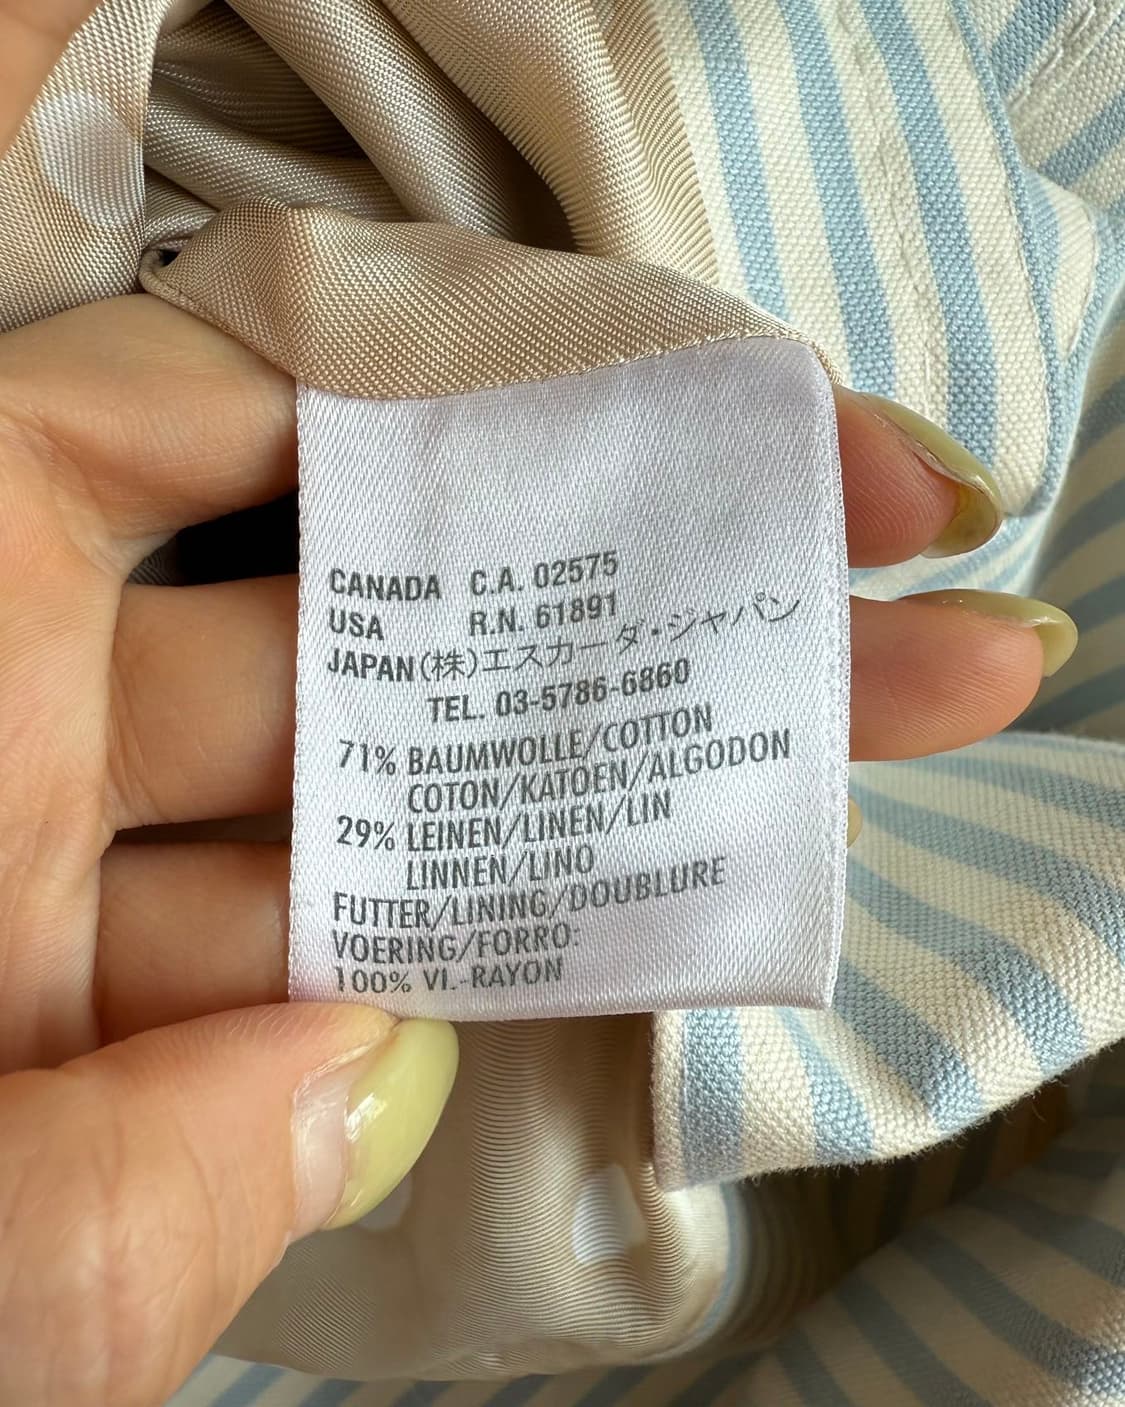 CANADA C.A. 02575
USA R.N. 61891
JAPAN (株)エスカーダ・ジャパン
TEL. 03-5786-6860
71% BAUMWOLLE/COTTON
COTON/KATOEN/ALGODON
29% LEINEN/LINEN/LIN
LINNEN/LINO
FUTTER/LINING/DOUBLURE
VOERING/FORRO:
100% VI.-RAYON